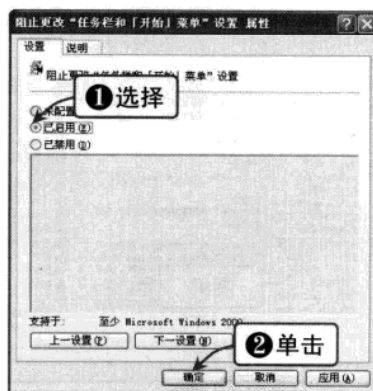 阻止更改“任务栏和「开始」菜单”设置 属性
设置 说明
阻止更改“任务栏和「开始」菜单”设置
❶选择
未配置
已启用(E)
已禁用(D)
支持于: 至少 Microsoft Windows 2000
上一设置(P) 下一设置(N)
❷单击
确定 取消 应用(A)